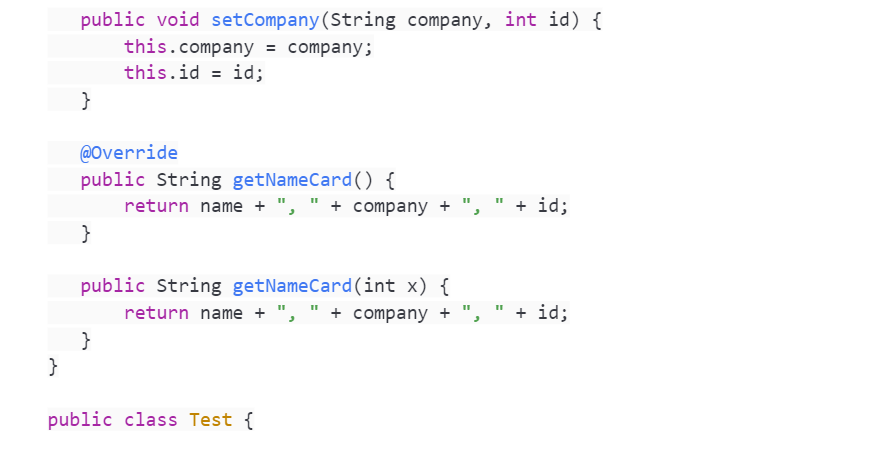 public void setCompany(String company, int id) {
this.company = company;
this.id = id;
}
@Override
public String getNameCard() {
return name + ", " + company + ", " + id;
}
public String getNameCard(int x) {
return name + ", " + company + ", " + id;
}
}
public class Test {